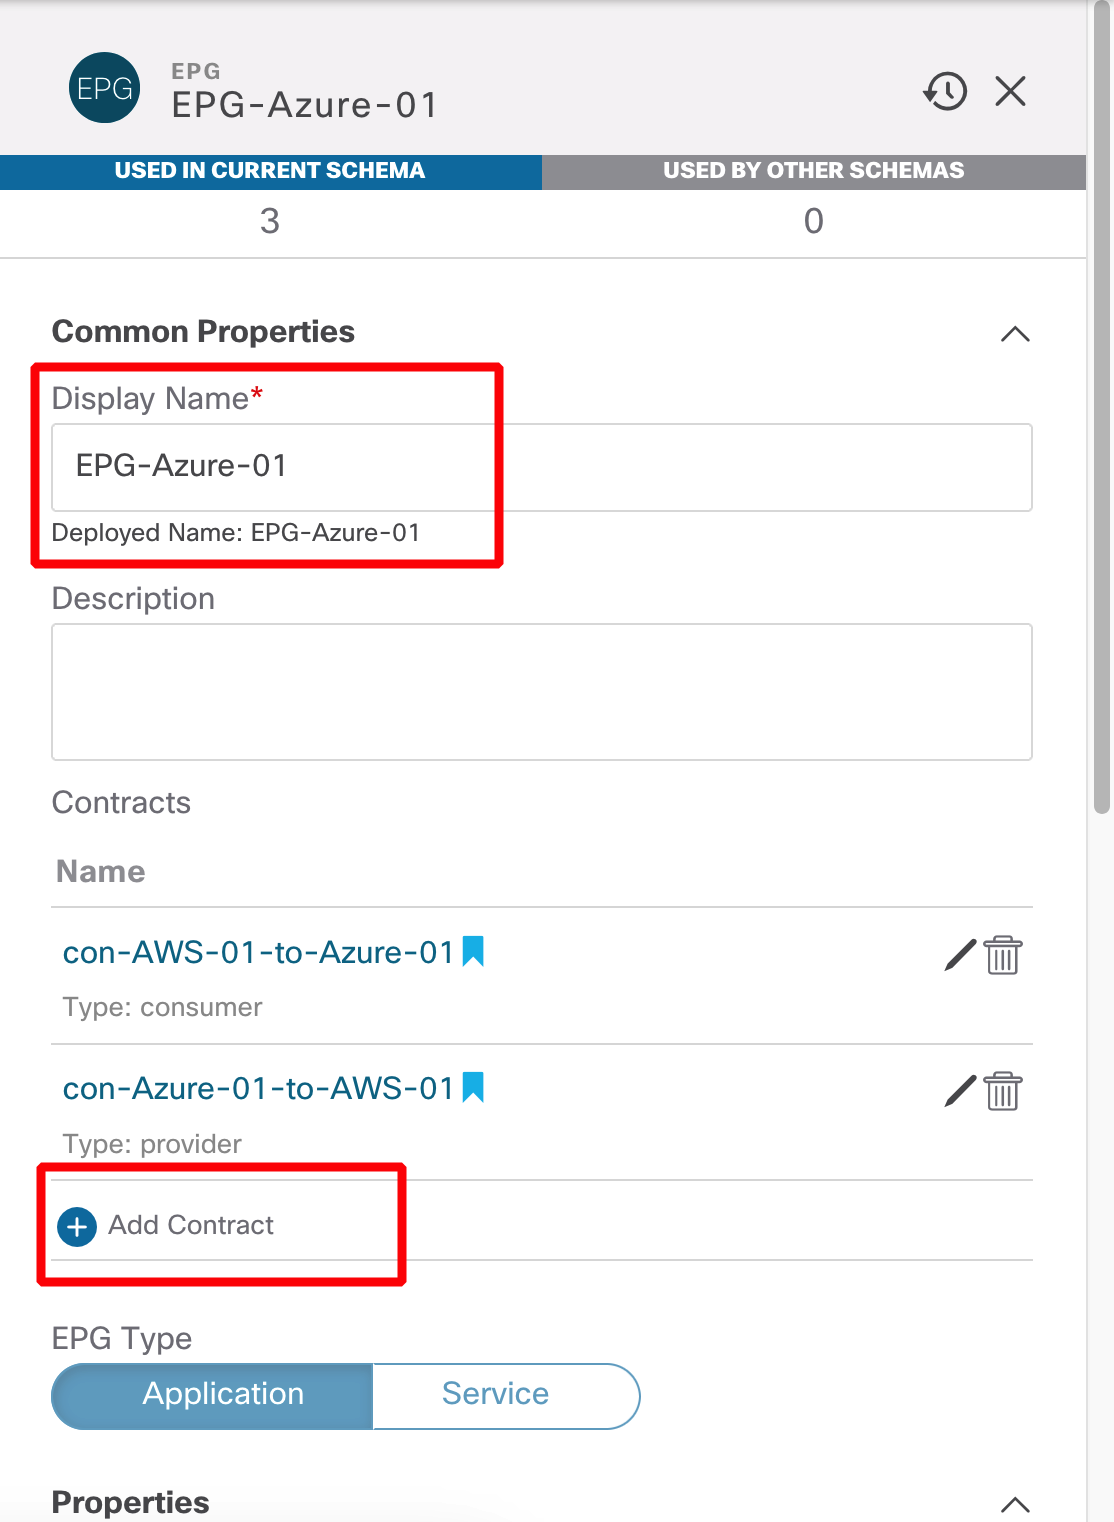 EPG
EPG
EPG-Azure-01
USED IN CURRENT SCHEMA
USED BY OTHER SCHEMAS
3
0
Common Properties
Display Name*
EPG-Azure-01
Deployed Name: EPG-Azure-01
Description
Contracts
Name
con-AWS-01-to-Azure-01
Type: consumer
con-Azure-01-to-AWS-01
Type: provider
Add Contract
EPG Type
Application
Service
Properties